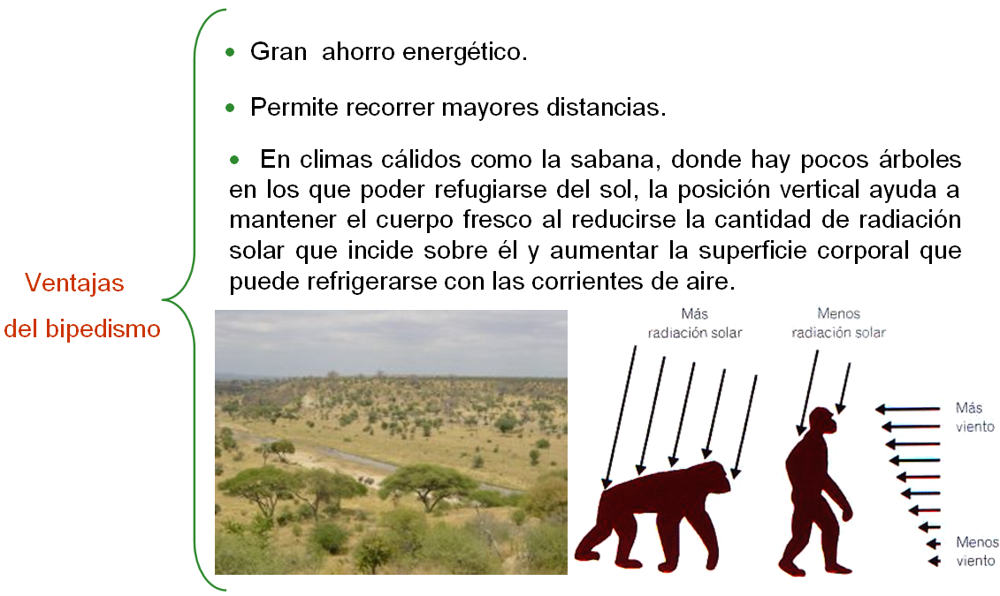 • Gran ahorro energético.
• Permite recorrer mayores distancias.
• En climas cálidos como la sabana, donde hay pocos árboles
en los que poder refugiarse del sol, la posición vertical ayuda a
mantener el cuerpo fresco al reducirse la cantidad de radiación
solar que incide sobre él y aumentar la superficie corporal que
puede refrigerarse con las corrientes de aire.
Ventajas
del bipedismo
Más
radiación solar
Menos
radiación solar
Más
viento
Menos
viento